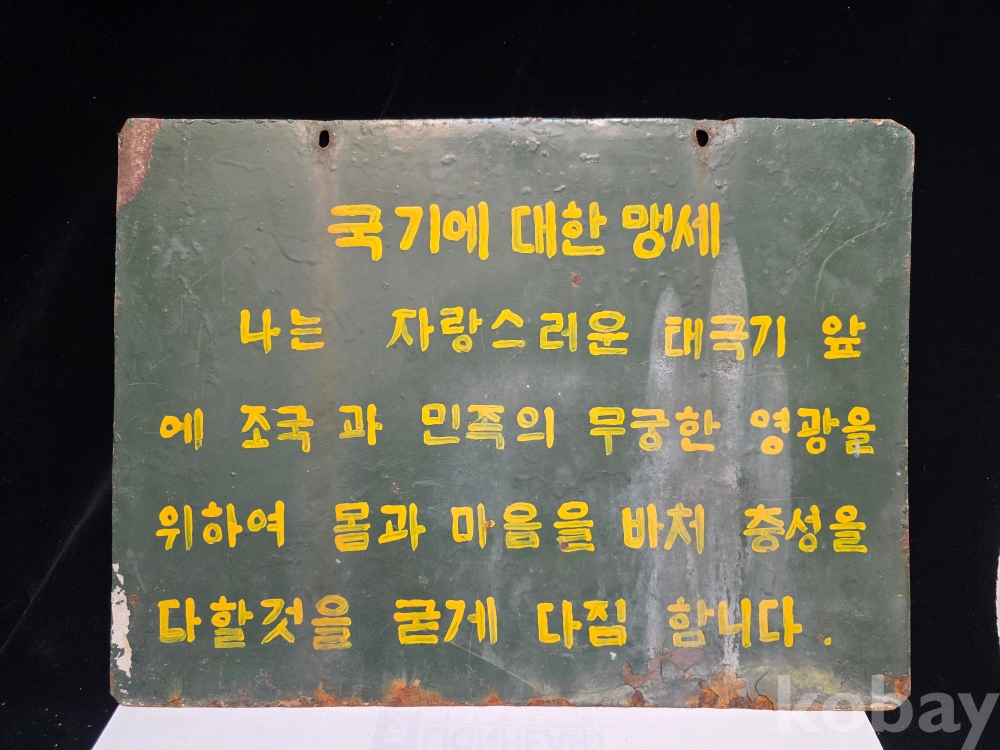 국기에 대한 맹세
나는 자랑스러운 태극기 앞
에 조국과 민족의 무궁한 영광을
위하여 몸과 마음을 바처 충성을
다할것을 굳게 다짐 합니다.
kobay